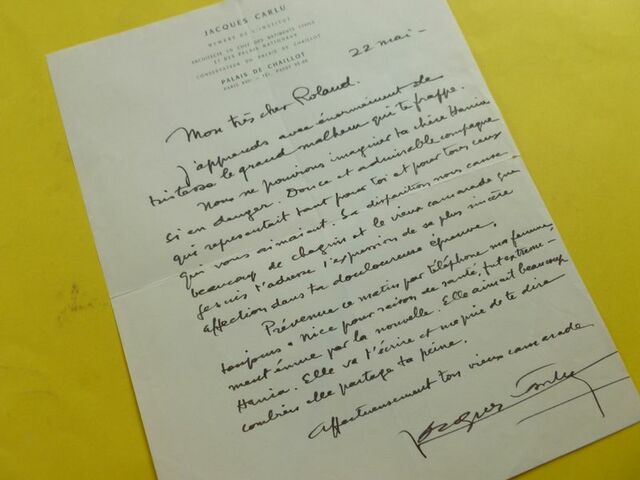 JACQUES CARLU
MEMBRE DE L'INSTITUT
ARCHITECTE EN CHEF DES BATIMENTS CIVILS
ET DES PALAIS NATIONAUX
CONSERVATEUR DU PALAIS DE CHAILLOT
PALAIS DE CHAILLOT
22 mai -
Mon très cher Roland.
J'apprends avec énormément de
tristesse le grand malheur qui te frappe.
Nous ne pouvions imaginer ta chère Hania
si en danger. Douce et admirable compagne
qui représentait tant pour toi et pour tous ceux
qui vous aimaient. Sa disparition nous cause
beaucoup de chagrin et le vieux camarade que
je suis t'adresse l'expression de sa plus sincère
affection dans ta douloureuse épreuve.
Prévenue ce matin par téléphone ma femme,
toujours à Nice pour raison de santé, fut extrême-
ment émue par la nouvelle. Elle aimait beaucoup
Hania. Elle va t'écrire et me prie de te dire
combien elle partage ta peine.
Affectueusement ton vieux camarade
Jacques Carlu